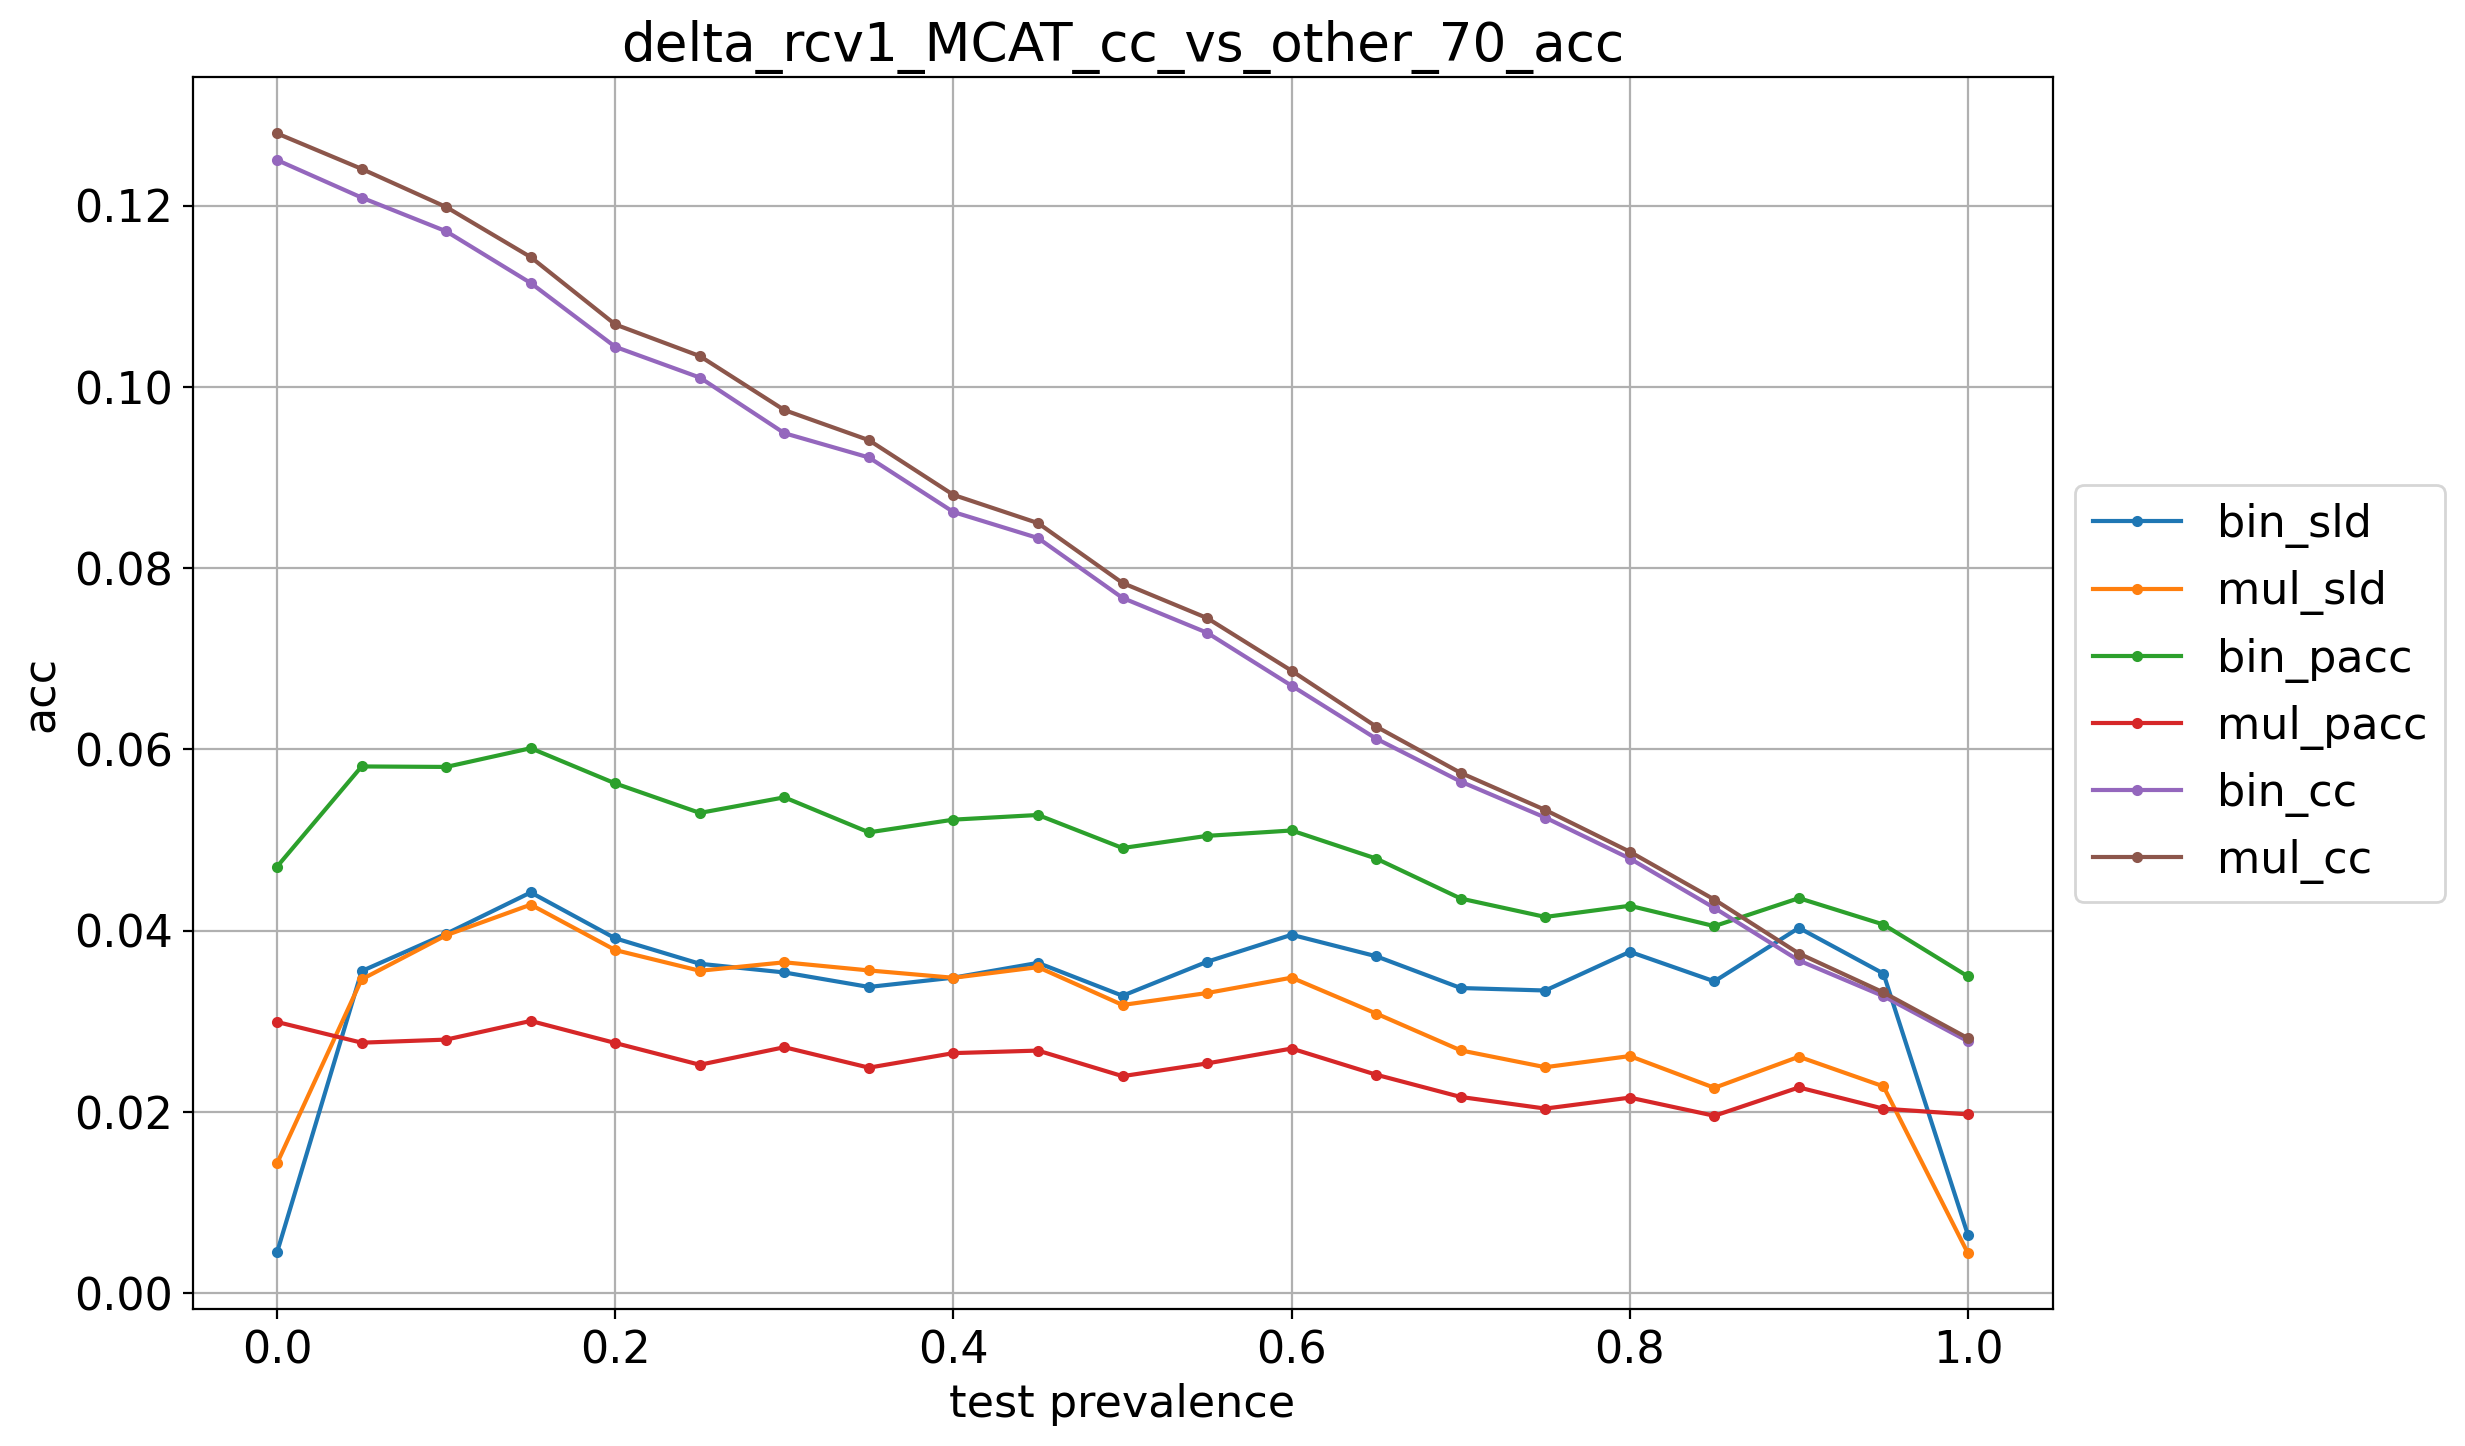 delta_rcv1_MCAT_cc_vs_other_70_acc
acc
0.12
0.10
0.08
0.06
0.04
0.02
0.00
0.0 0.2 0.4 0.6 0.8 1.0
test prevalence
bin_sld
mul_sld
bin_pacc
mul_pacc
bin_cc
mul_cc